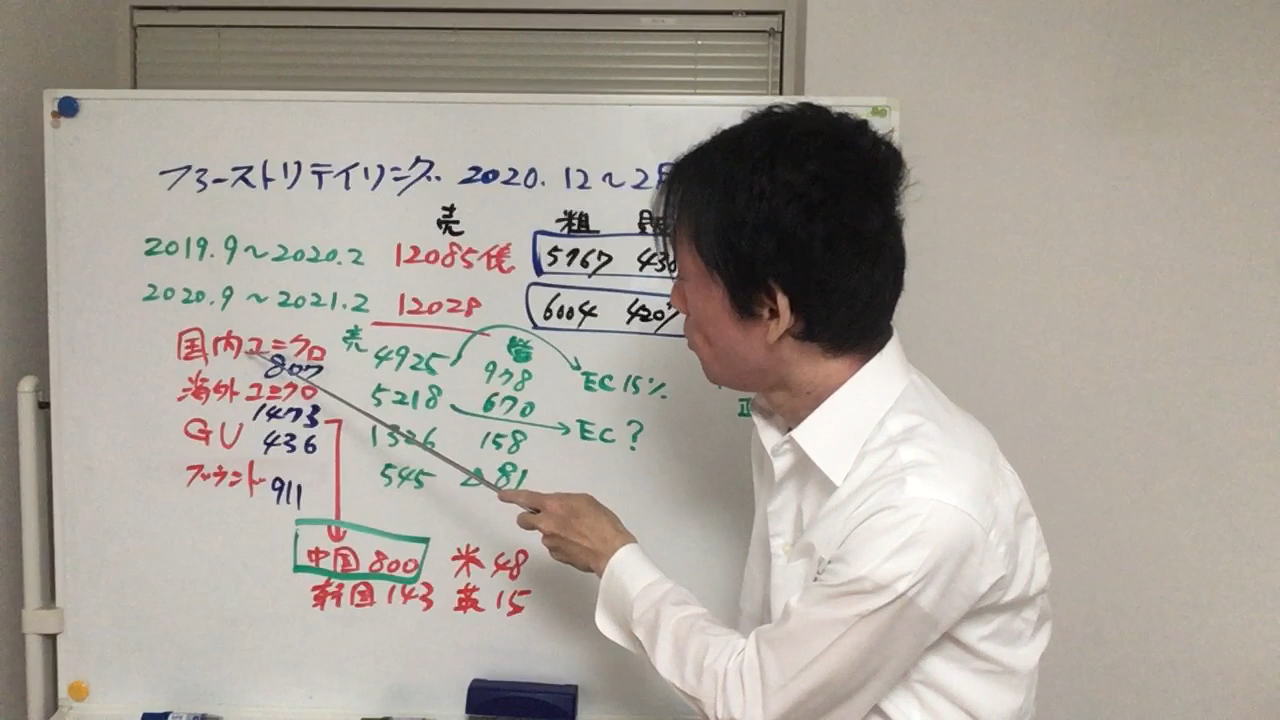 ファーストリテイリング 2020.12～2月
売 粗
2019.9～2020.2 12085億 5767 43
2020.9～2021.2 12028 6004 420
売 営
国内ユニクロ 807 4925 978 EC 15%
海外ユニクロ 1473 5218 670 EC ?
GU 436 1326 158
ブランド 911 545 △81
中国 800 米 48
韓国 143 英 15